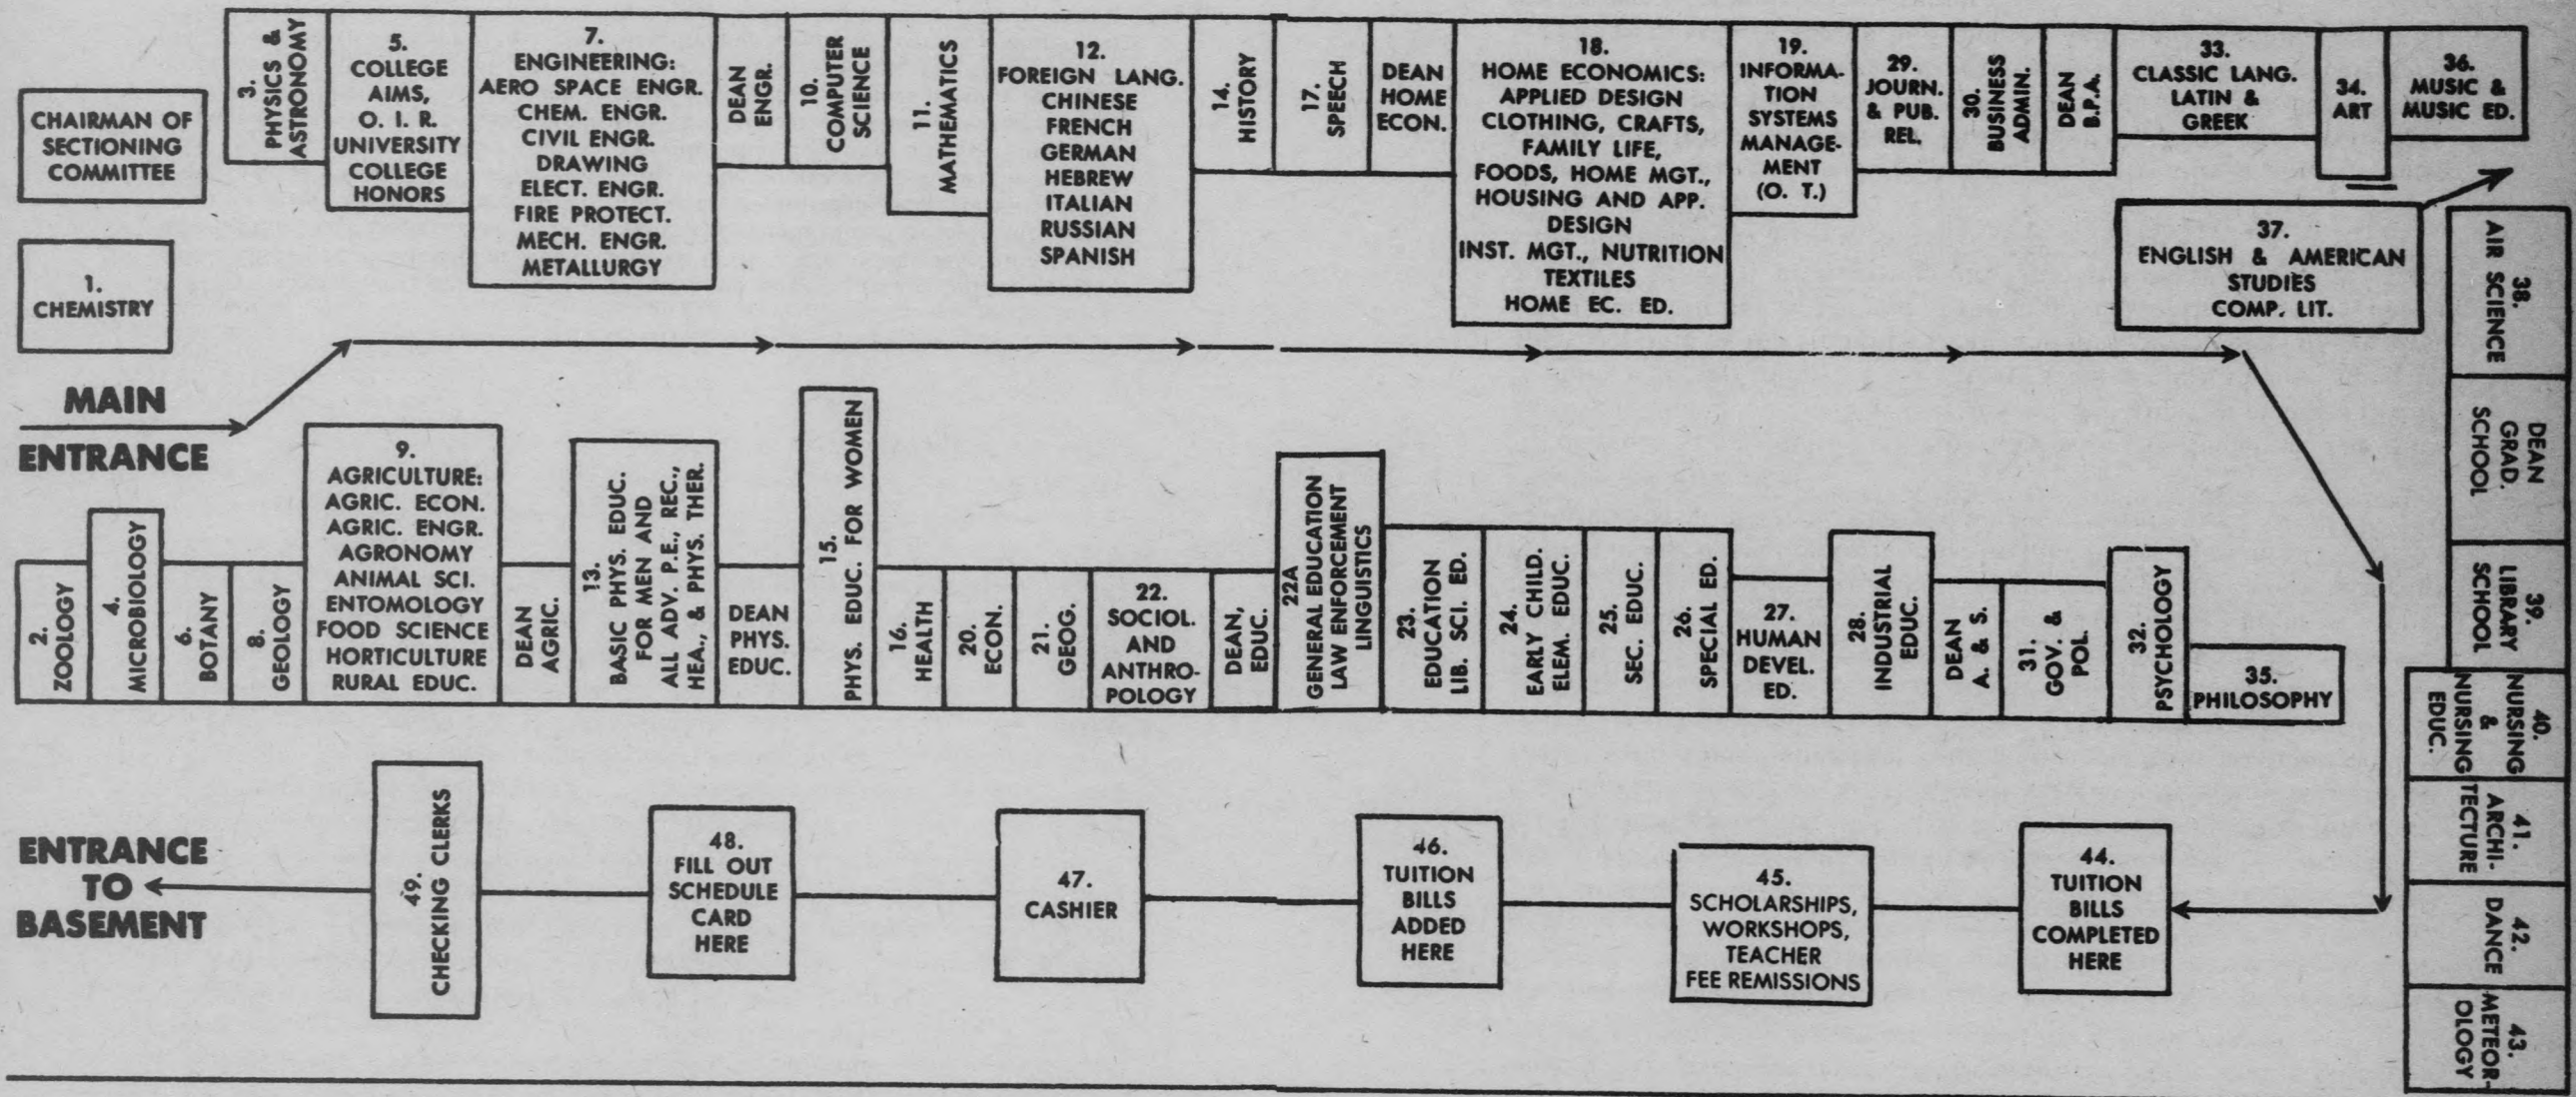 CHAIRMAN OF
SECTIONING
COMMITTEE
3.
PHYSICS &
ASTRONOMY
5.
COLLEGE
AIMS,
O. I. R.
UNIVERSITY
COLLEGE
HONORS
7.
ENGINEERING:
AERO SPACE ENGR.
CHEM. ENGR.
CIVIL ENGR.
DRAWING
ELECT. ENGR.
FIRE PROTECT.
MECH. ENGR.
METALLURGY
DEAN
ENGR.
10.
COMPUTER
SCIENCE
11.
MATHEMATICS
12.
FOREIGN LANG.
CHINESE
FRENCH
GERMAN
HEBREW
ITALIAN
RUSSIAN
SPANISH
14.
HISTORY
17.
SPEECH
DEAN
HOME
ECON.
18.
HOME ECONOMICS:
APPLIED DESIGN
CLOTHING, CRAFTS,
FAMILY LIFE,
FOODS, HOME MGT.,
HOUSING AND APP.
DESIGN
INST. MGT., NUTRITION
TEXTILES
HOME EC. ED.
19.
INFORMA-
TION
SYSTEMS
MANAGE-
MENT
(O. T.)
29.
JOURN.
& PUB.
REL.
30.
BUSINESS
ADMIN.
DEAN
B.P.A.
33.
CLASSIC LANG.
LATIN &
GREEK
34.
ART
36.
MUSIC &
MUSIC ED.
1.
CHEMISTRY
37.
ENGLISH & AMERICAN
STUDIES
COMP. LIT.
38.
AIR SCIENCE
DEAN
GRAD.
SCHOOL
39.
LIBRARY
SCHOOL
40.
NURSING
&
NURSING
EDUC.
41.
ARCHI-
TECTURE
42.
DANCE
43.
METEOR-
OLOGY
MAIN
ENTRANCE
2.
ZOOLOGY
4.
MICROBIOLOGY
6.
BOTANY
8.
GEOLOGY
9.
AGRICULTURE:
AGRIC. ECON.
AGRIC. ENGR.
AGRONOMY
ANIMAL SCI.
ENTOMOLOGY
FOOD SCIENCE
HORTICULTURE
RURAL EDUC.
DEAN
AGRIC.
13.
BASIC PHYS. EDUC.
FOR MEN AND
ALL ADV. P.E., REC.,
HEA., & PHYS. THER.
DEAN
PHYS.
EDUC.
15.
PHYS. EDUC. FOR WOMEN
16.
HEALTH
20.
ECON.
21.
GEOG.
22.
SOCIOL.
AND
ANTHRO-
POLOGY
DEAN,
EDUC.
22A
GENERAL EDUCATION
LAW ENFORCEMENT
LINGUISTICS
23.
EDUCATION
LIB. SCI. ED.
24.
EARLY CHILD.
ELEM. EDUC.
25.
SEC. EDUC.
26.
SPECIAL ED.
27.
HUMAN
DEVEL.
ED.
28.
INDUSTRIAL
EDUC.
DEAN
A. & S.
31.
GOV. &
POL.
32.
PSYCHOLOGY
35.
PHILOSOPHY
ENTRANCE
TO
BASEMENT
49.
CHECKING CLERKS
48.
FILL OUT
SCHEDULE
CARD
HERE
47.
CASHIER
46.
TUITION
BILLS
ADDED
HERE
45.
SCHOLARSHIPS,
WORKSHOPS,
TEACHER
FEE REMISSIONS
44.
TUITION
BILLS
COMPLETED
HERE